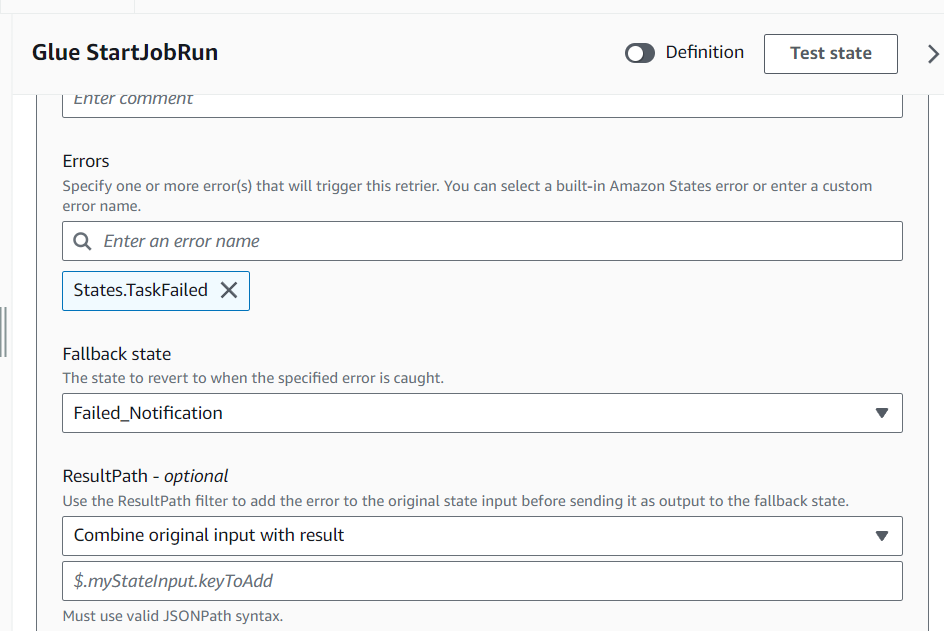 Glue StartJobRun
Definition
Test state
Enter comment
Errors
Specify one or more error(s) that will trigger this retrier. You can select a built-in Amazon States error or enter a custom
error name.
Enter an error name
States.TaskFailed
Fallback state
The state to revert to when the specified error is caught.
Failed_Notification
ResultPath - optional
Use the ResultPath filter to add the error to the original state input before sending it as output to the fallback state.
Combine original input with result
$.myStateInput.keyToAdd
Must use valid JSONPath syntax.